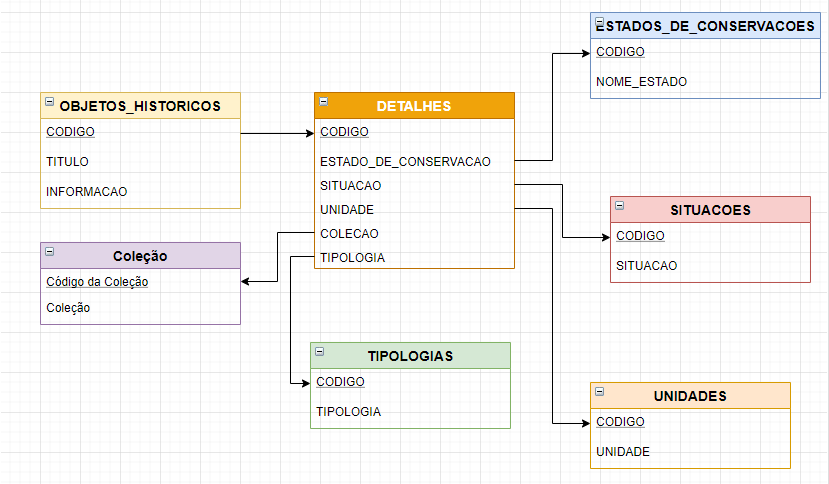 ESTADOS_DE_CONSERVACOES
CODIGO
NOME_ESTADO
OBJETOS_HISTORICOS
CODIGO
TITULO
INFORMACAO
DETALHES
CODIGO
ESTADO_DE_CONSERVACAO
SITUACAO
UNIDADE
COLECAO
TIPOLOGIA
SITUACOES
CODIGO
SITUACAO
Coleção
Código da Coleção
Coleção
TIPOLOGIAS
CODIGO
TIPOLOGIA
UNIDADES
CODIGO
UNIDADE